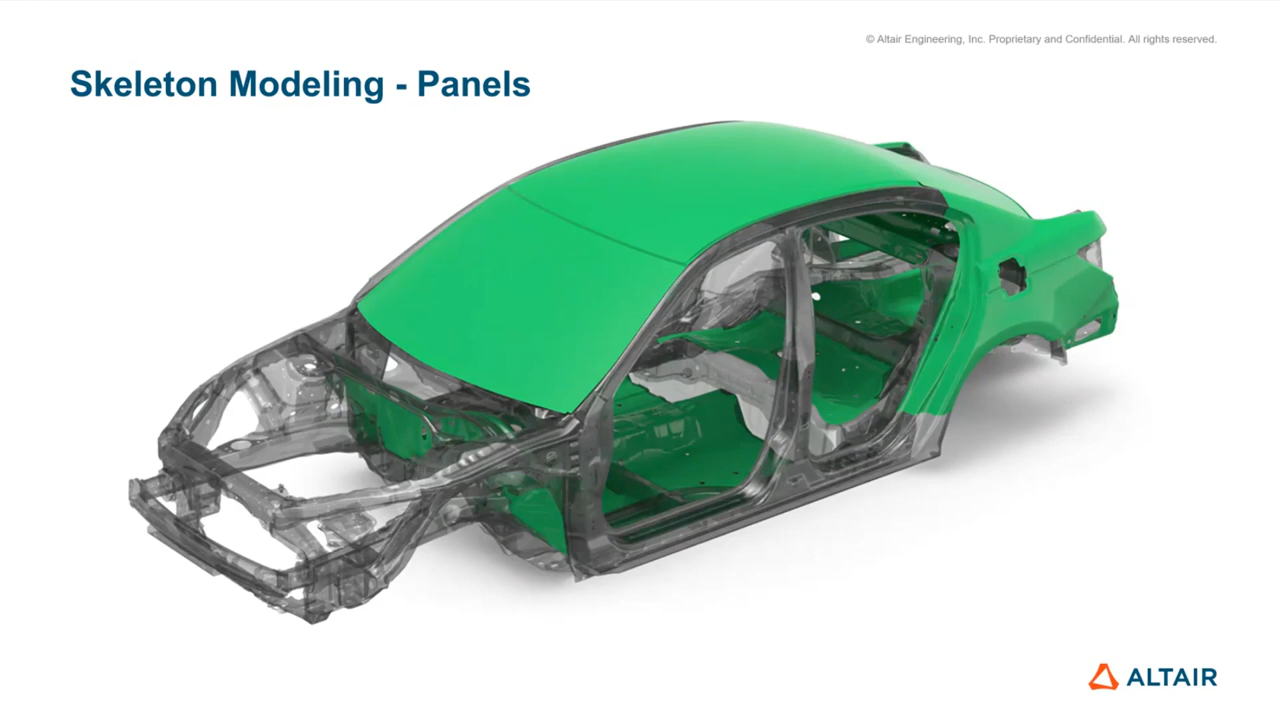 © Altair Engineering, Inc. Proprietary and Confidential. All rights reserved.
Skeleton Modeling - Panels
ALTAIR